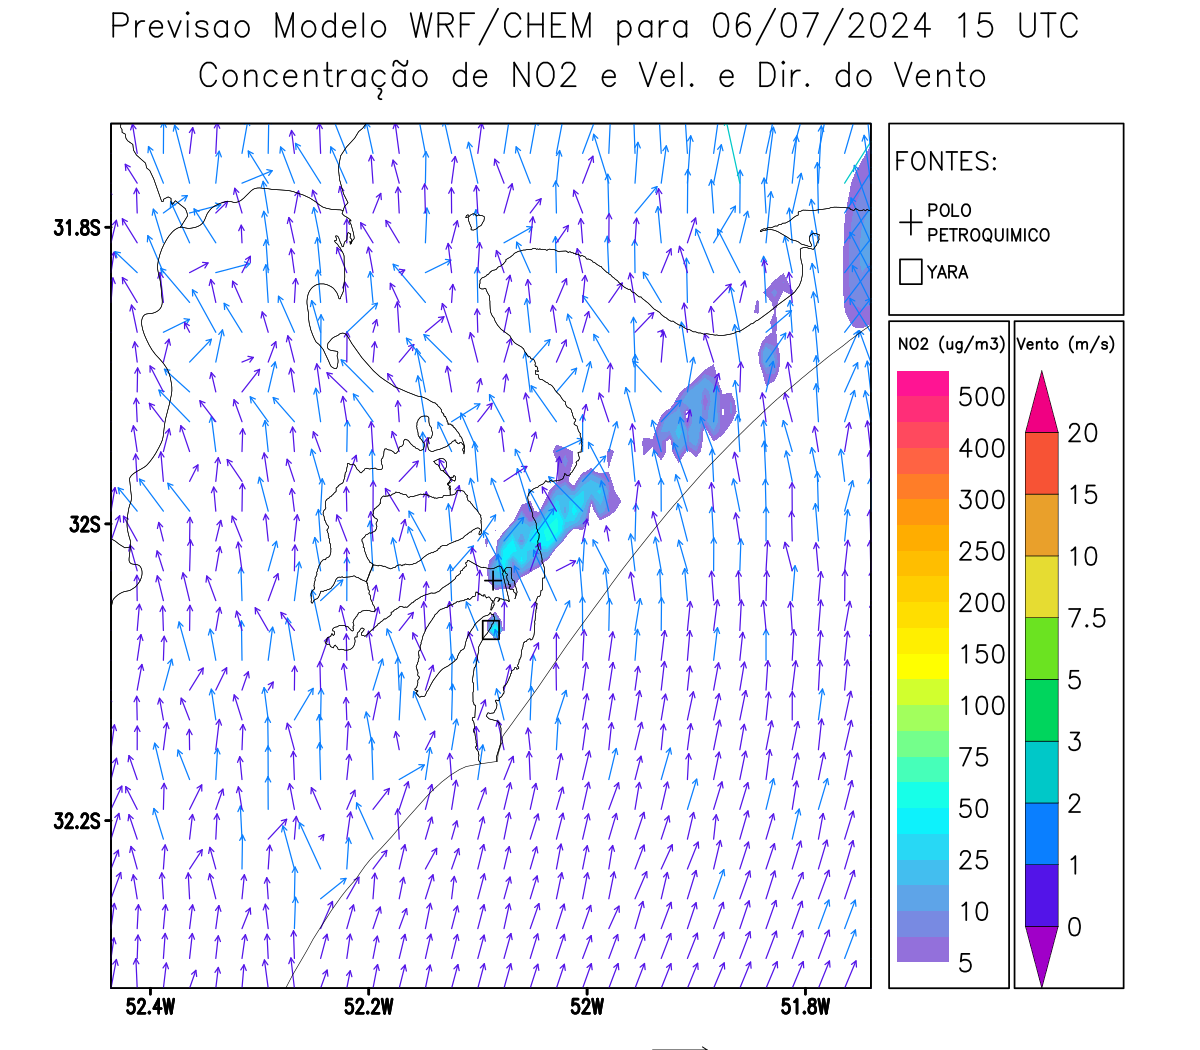 Previsao Modelo WRF/CHEM para 06/07/2024 15 UTC
Concentração de NO2 e Vel. e Dir. do Vento
FONTES:
POLO
PETROQUIMICO
YARA
NO2 (ug/m3)
500
400
300
250
200
150
100
75
50
25
10
5
Vento (m/s)
20
15
10
7.5
5
3
2
1
0
31.8S
32S
32.2S
52.4W
52.2W
52W
51.8W